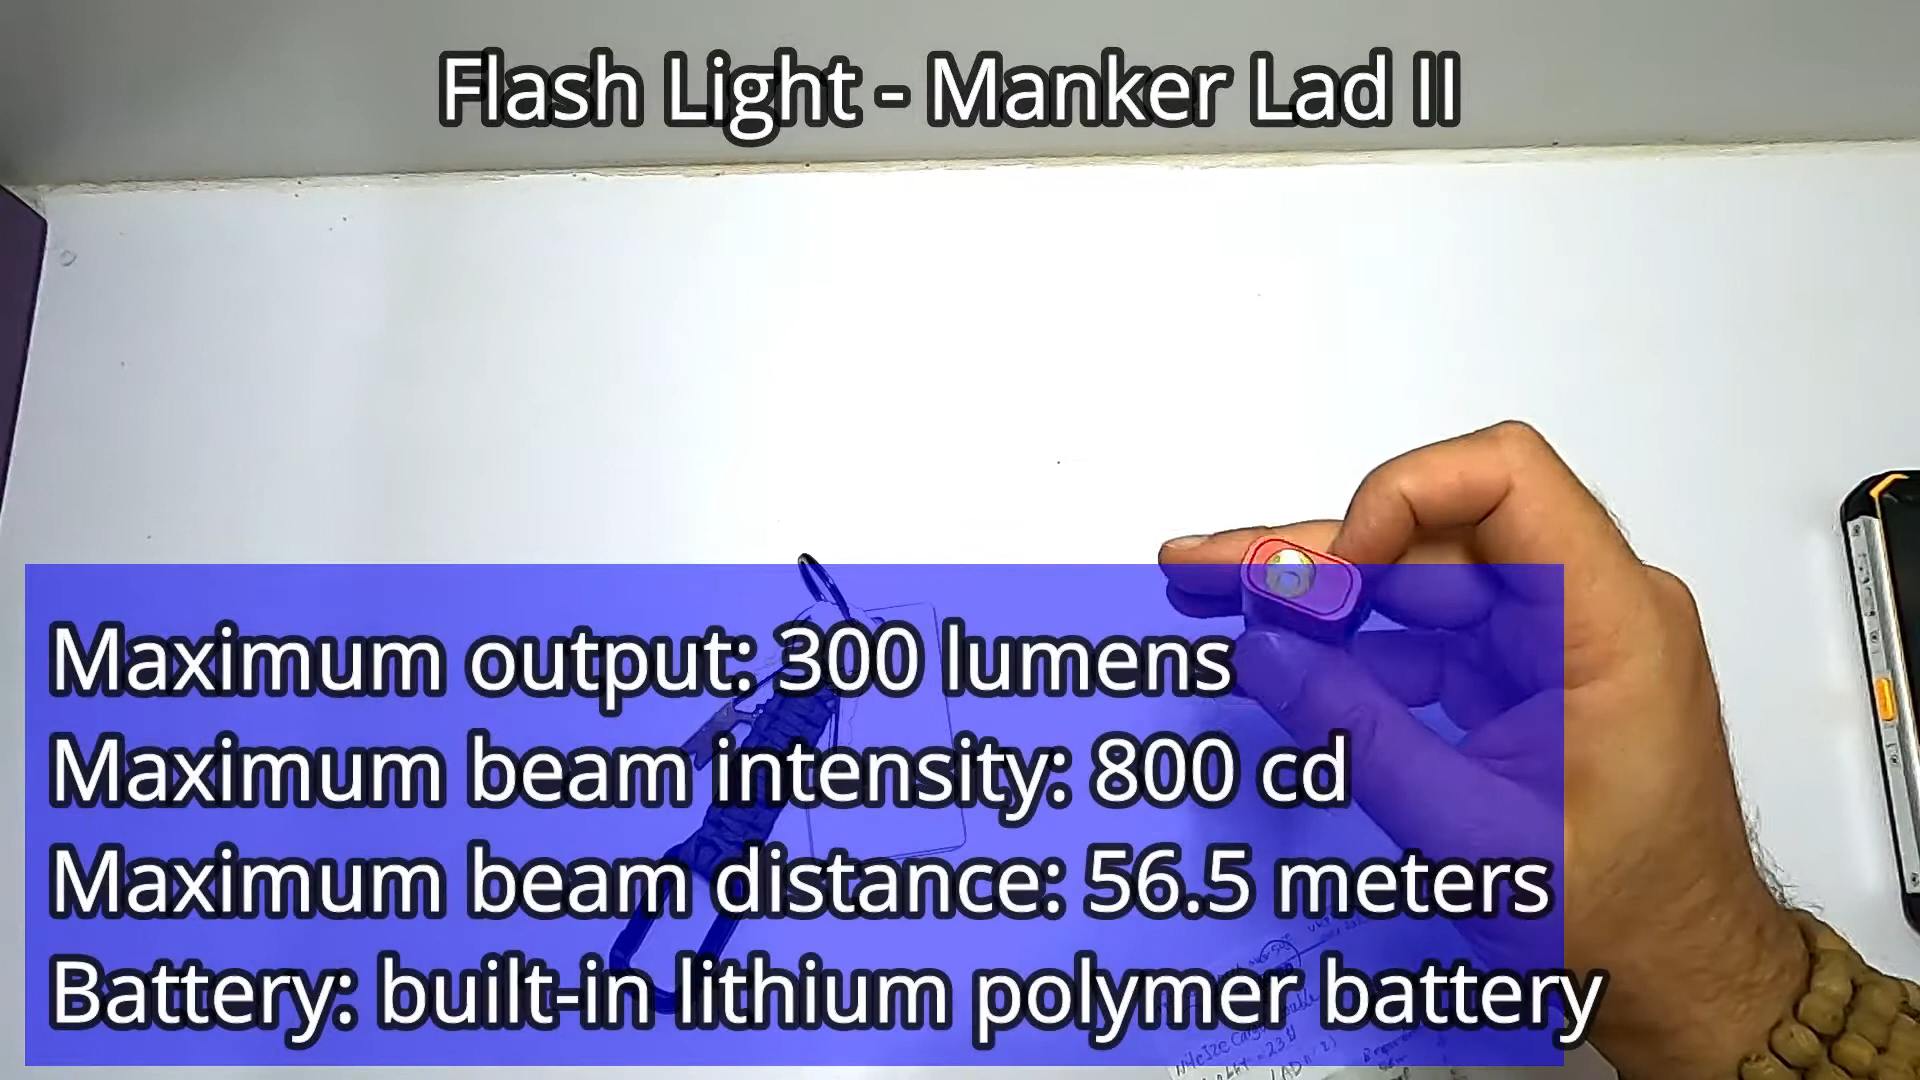 Flash Light - Manker Lad II
Maximum output: 300 lumens
Maximum beam intensity: 800 cd
Maximum beam distance: 56.5 meters
Battery: built-in lithium polymer battery